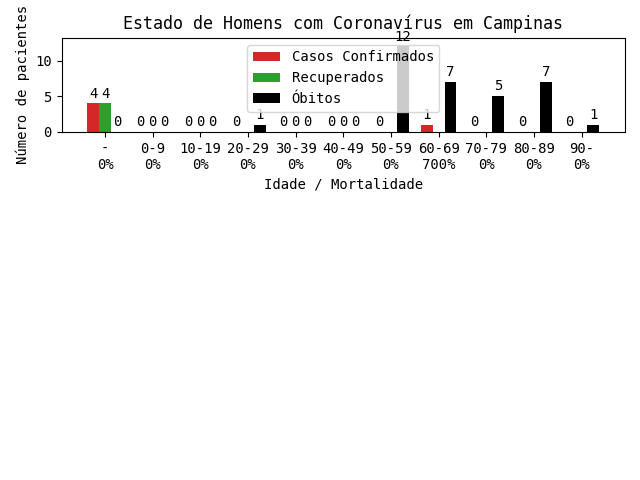 Estado de Homens com Coronavírus em Campinas
Número de pacientes
10
5
0
Casos Confirmados
Recuperados
Óbitos
4 4 0 0 0 0 0 0 0 0 1 0 0 0 0 0 0 0 12 1 7 0 5 0 7 0 1
- 0-9 10-19 20-29 30-39 40-49 50-59 60-69 70-79 80-89 90-
0% 0% 0% 0% 0% 0% 0% 700% 0% 0% 0%
Idade / Mortalidade